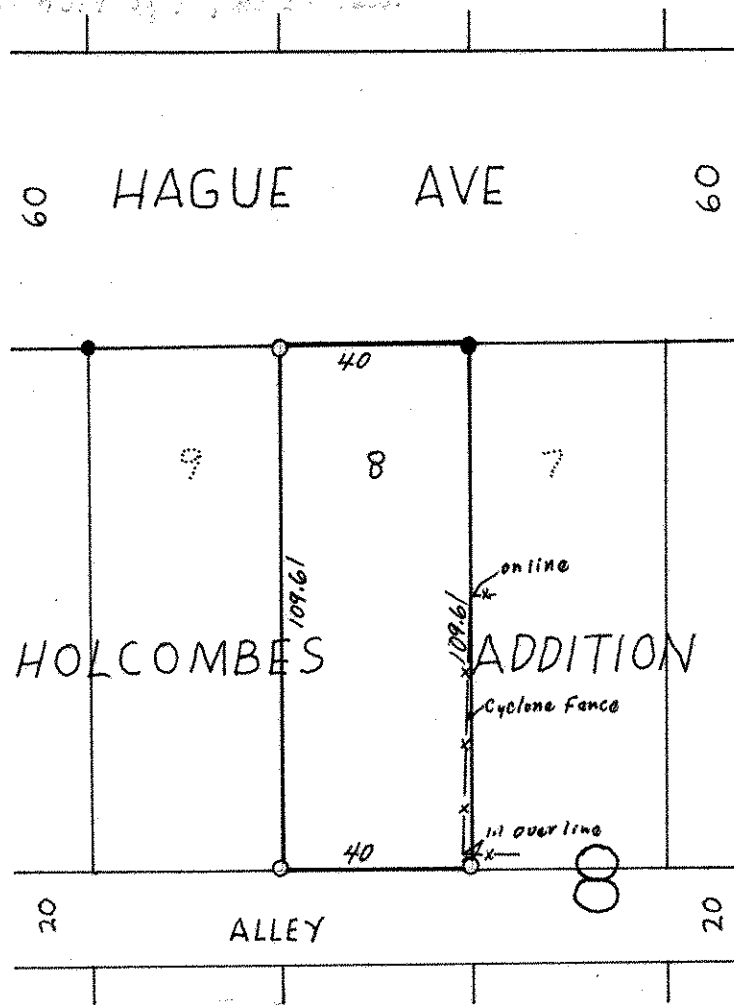 60 HAGUE AVE 60
40
9 8 7
on line
109.61 109.61
HOLCOMBES ADDITION
Cyclone Fence
1.1 over line
40
8
20 ALLEY 20